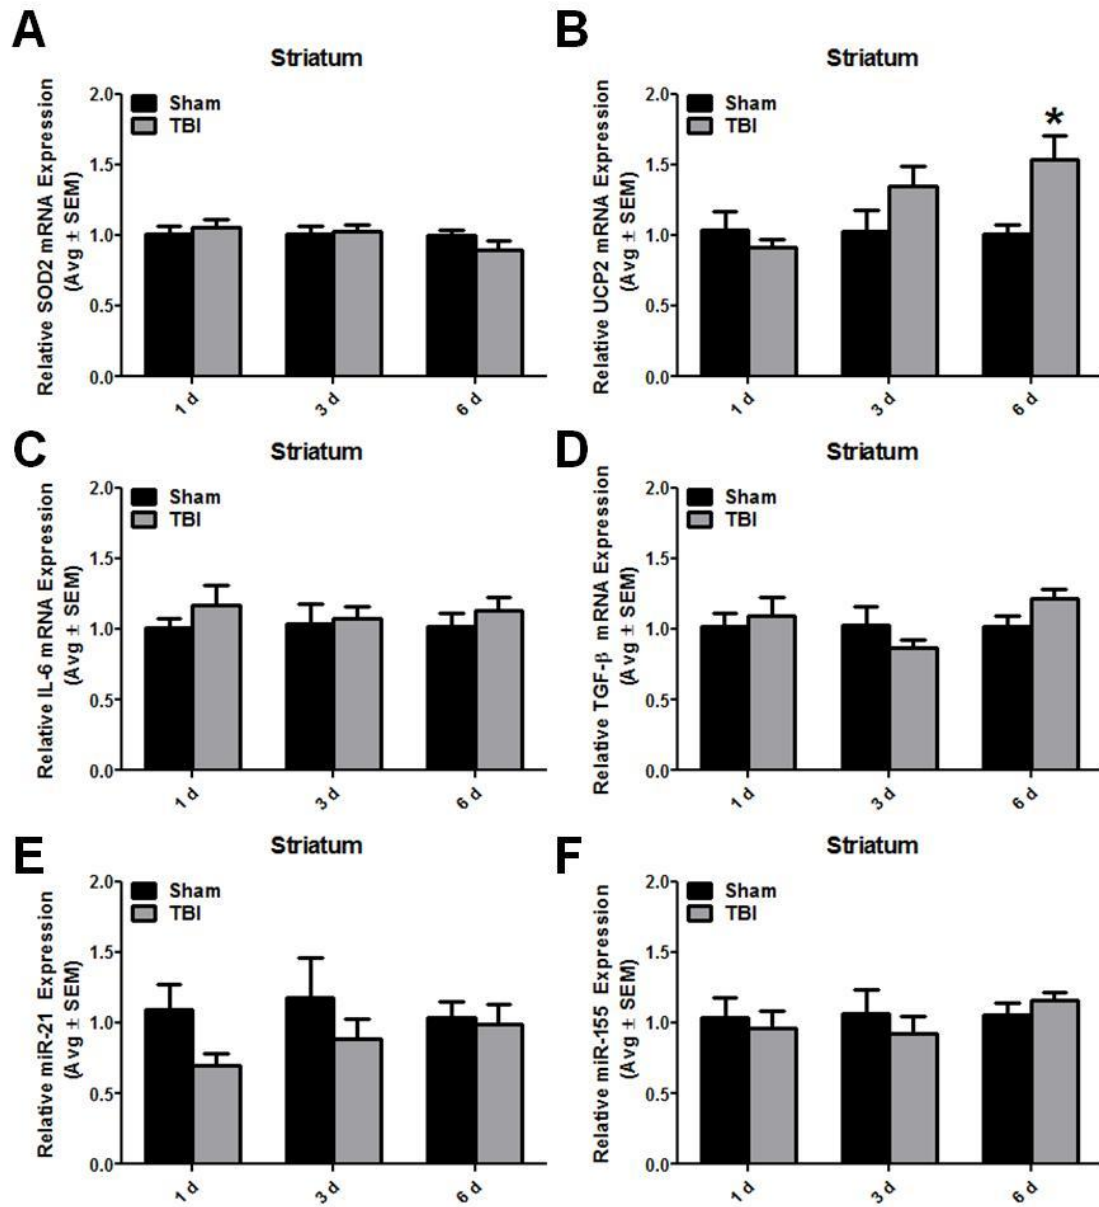 A
Striatum
Relative SOD2 mRNA Expression
(Avg ± SEM)
2.0
1.5
1.0
0.5
0.0
Sham
TBI
1 d
3 d
6 d
B
Striatum
Relative UCP2 mRNA Expression
(Avg ± SEM)
2.0
1.5
1.0
0.5
0.0
Sham
TBI
*
1 d
3 d
6 d
C
Striatum
Relative IL-6 mRNA Expression
(Avg ± SEM)
2.0
1.5
1.0
0.5
0.0
Sham
TBI
1 d
3 d
6 d
D
Striatum
Relative TGF-β mRNA Expression
(Avg ± SEM)
2.0
1.5
1.0
0.5
0.0
Sham
TBI
1 d
3 d
6 d
E
Striatum
Relative miR-21 Expression
(Avg ± SEM)
2.0
1.5
1.0
0.5
0.0
Sham
TBI
1 d
3 d
6 d
F
Striatum
Relative miR-155 Expression
(Avg ± SEM)
2.0
1.5
1.0
0.5
0.0
Sham
TBI
1 d
3 d
6 d